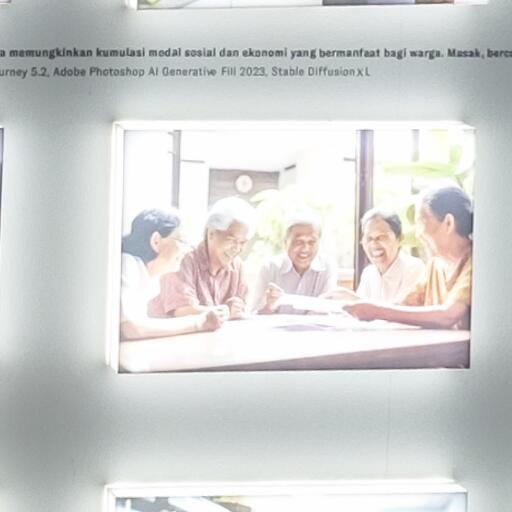 memungkinkan kumulasi modal sosial dan ekonomi yang bermanfaat bagi warga. Masak,
5.2, Adobe Photoshop AI Generative Fill 2023, Stable Diffusion XL